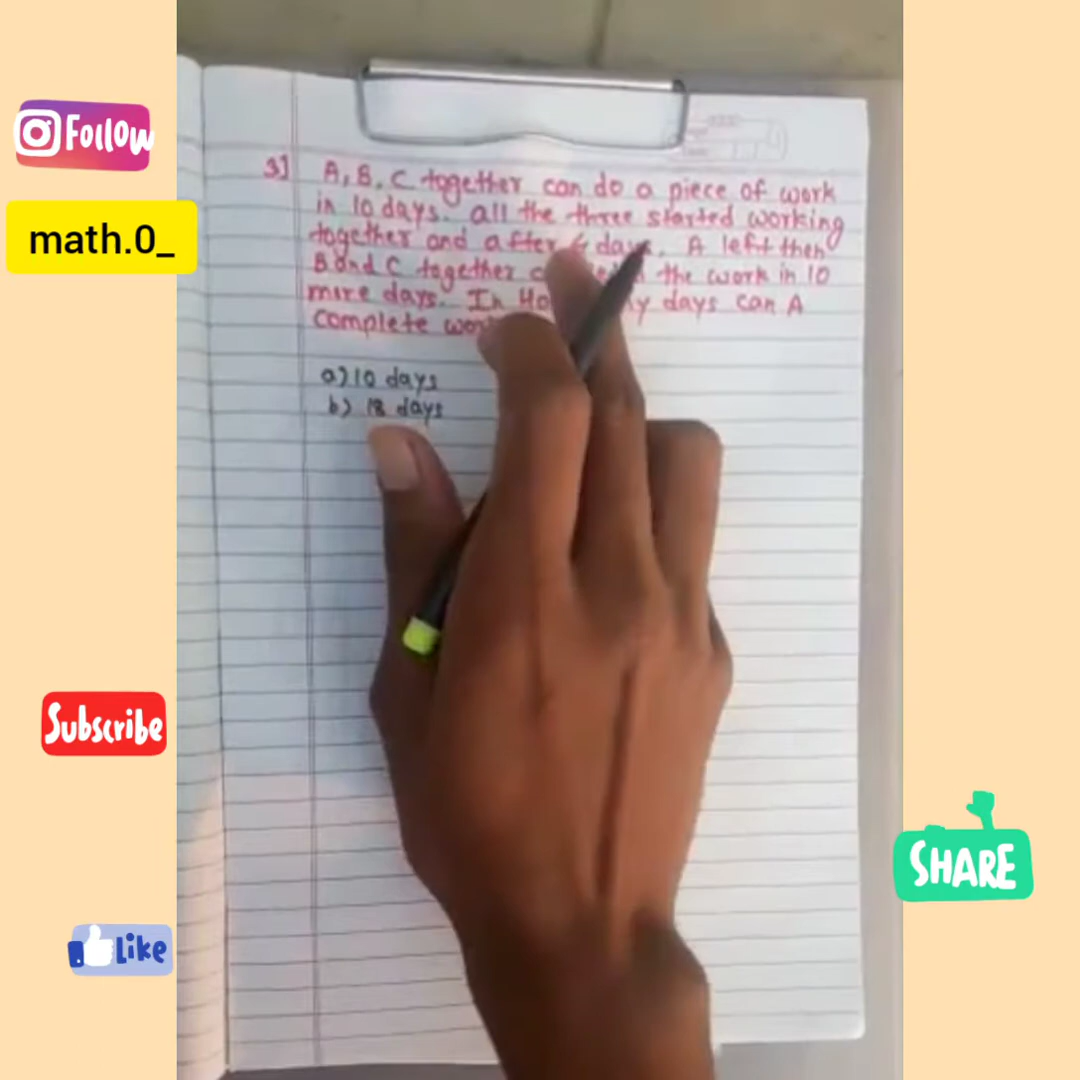 Follow
math.0_
3] A, B, C together can do a piece of work
in 10 days. all the three started working
together and after days. A left then
B and C together the work in 10
more days. In days can A
complete
a) 10 days
b) 18 days
Subscribe
SHARE
Like